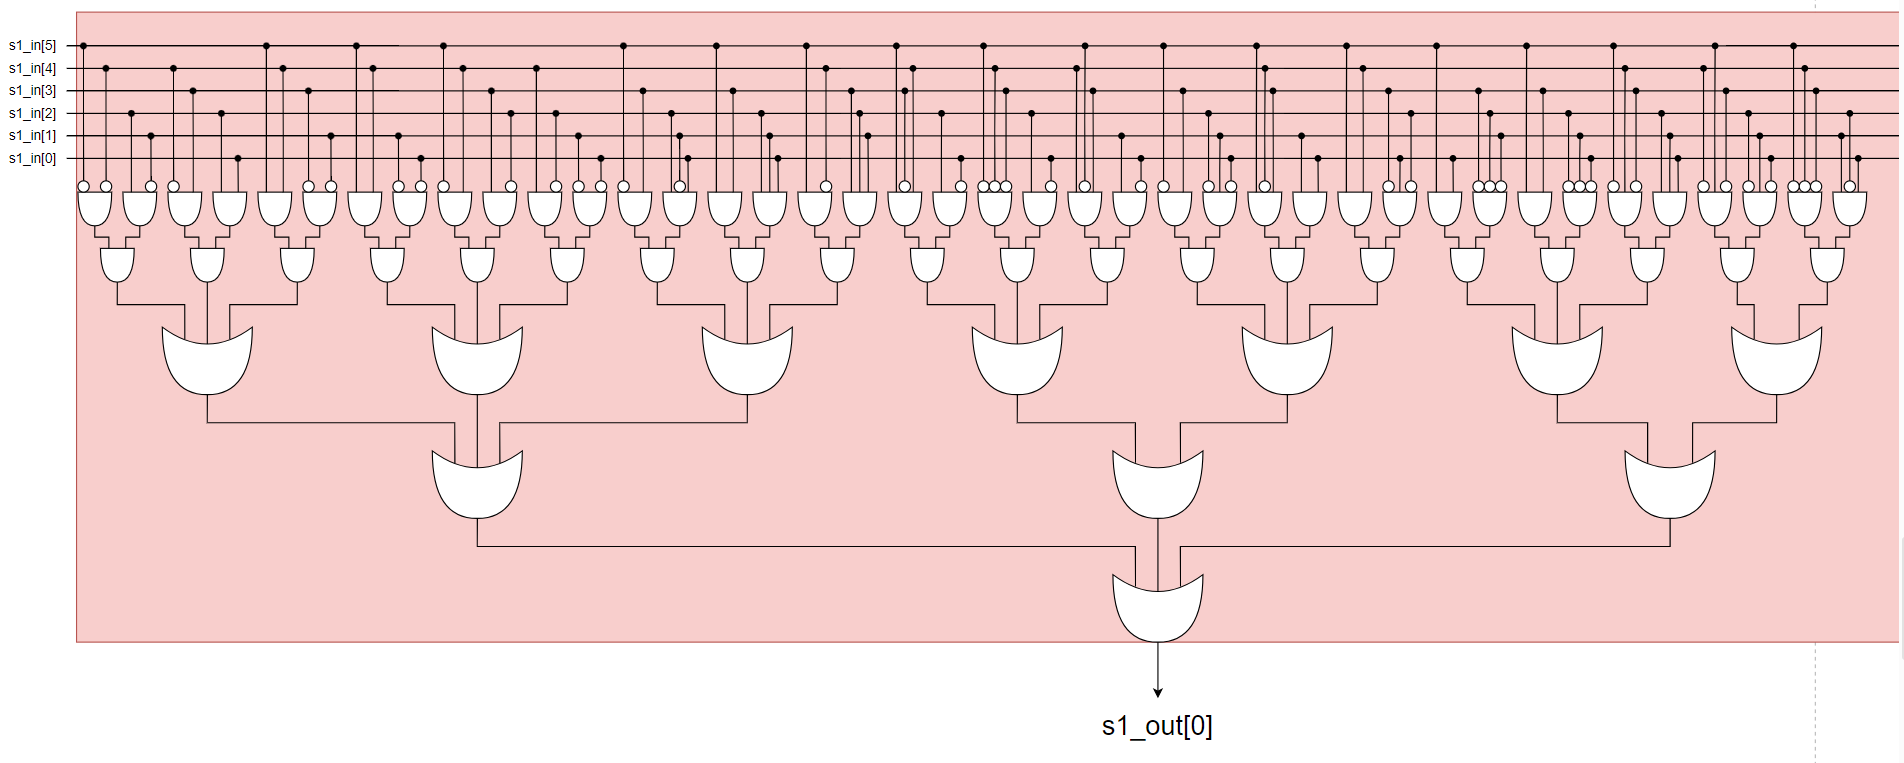 s1_in[5]
s1_in[4]
s1_in[3]
s1_in[2]
s1_in[1]
s1_in[0]
s1_out[0]